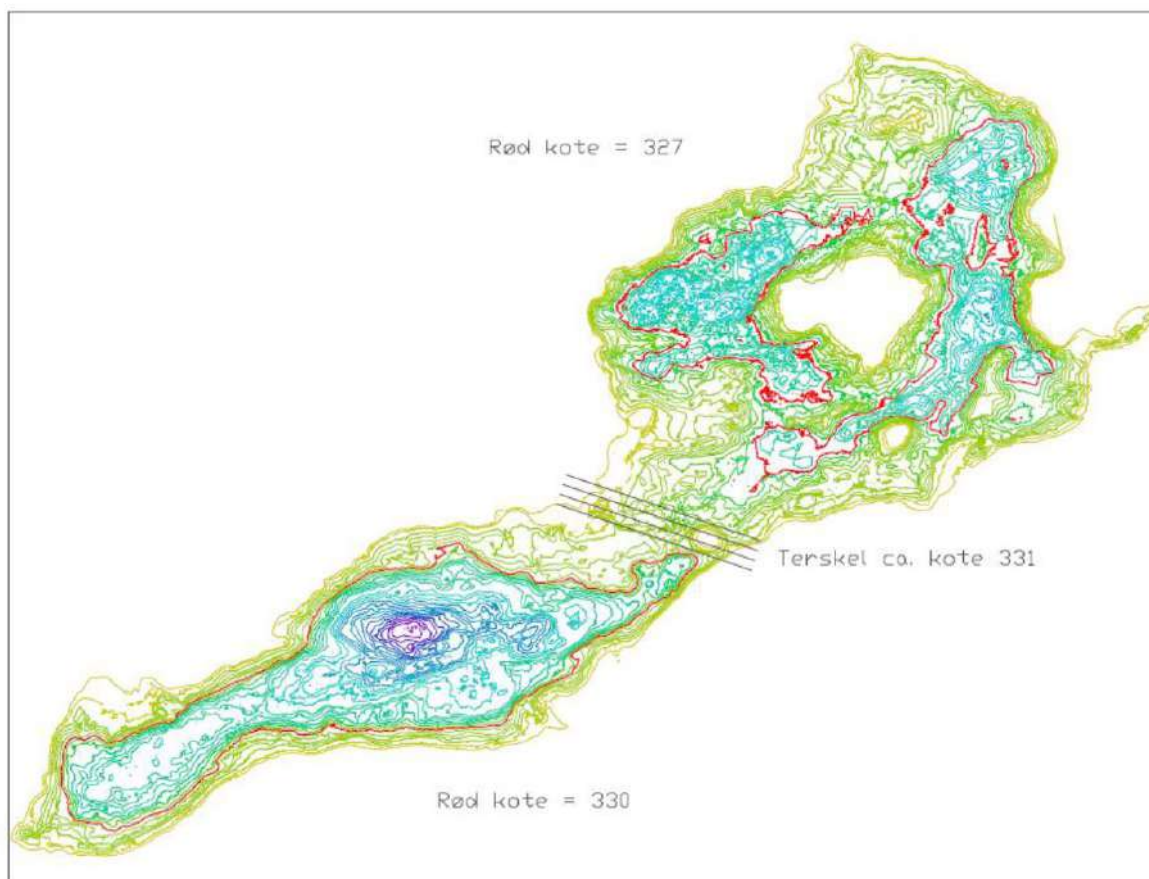 Rød kote = 327
Terskel ca. kote 331
Rød kote = 330